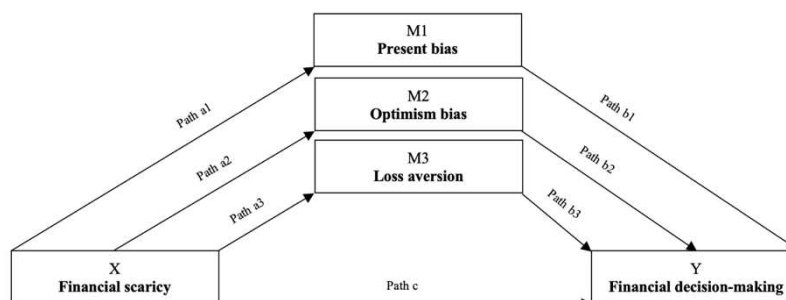 M1
Present bias
Path a1
Path b1
M2
Optimism bias
Path a2
Path b2
M3
Loss aversion
Path a3
Path b3
X
Financial scaricy
Path c
Y
Financial decision-making